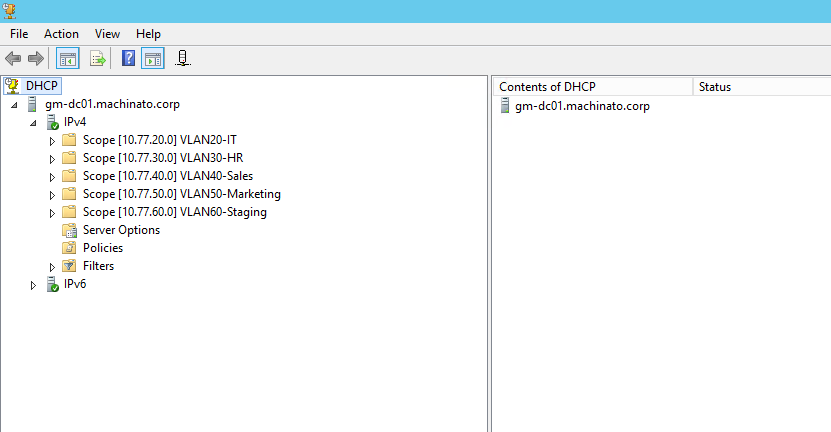 File Action View Help
DHCP
gm-dc01.machinato.corp
IPv4
Scope [10.77.20.0] VLAN20-IT
Scope [10.77.30.0] VLAN30-HR
Scope [10.77.40.0] VLAN40-Sales
Scope [10.77.50.0] VLAN50-Marketing
Scope [10.77.60.0] VLAN60-Staging
Server Options
Policies
Filters
IPv6
Contents of DHCP Status
gm-dc01.machinato.corp